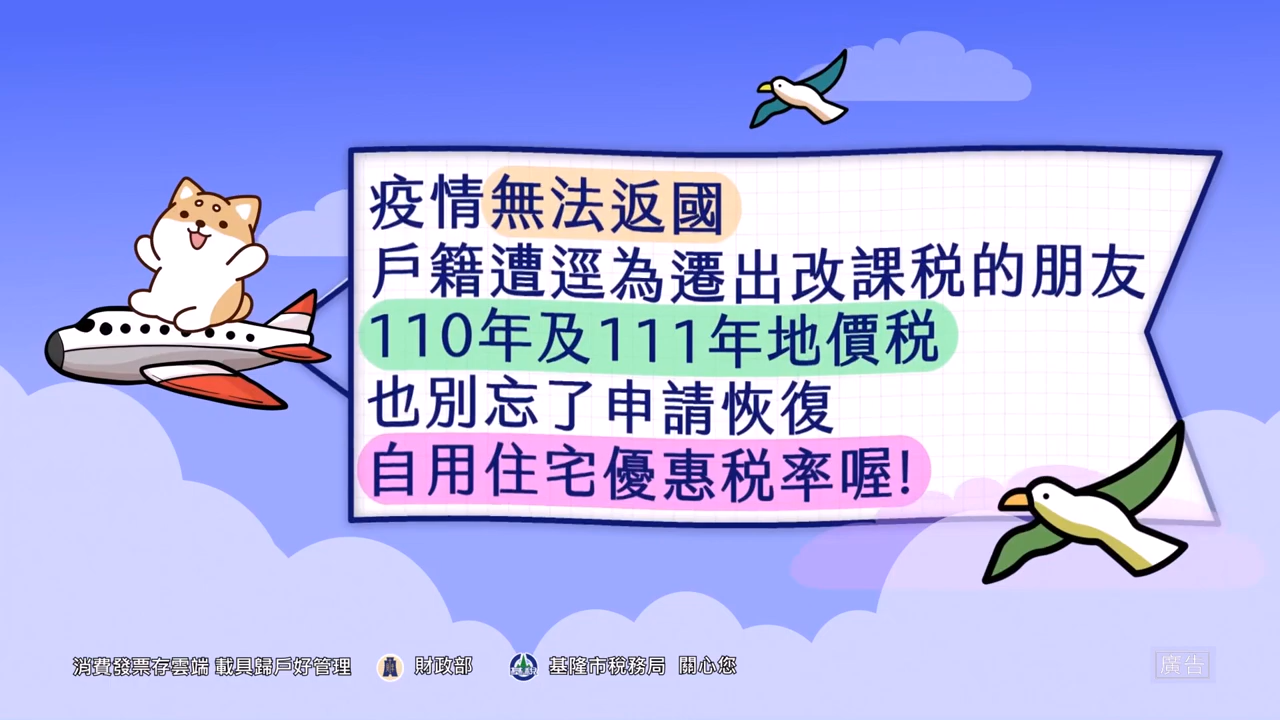 疫情無法返國
戶籍遭逕為遷出改課稅的朋友
110年及111年地價稅
也別忘了申請恢復
自用住宅優惠稅率喔!
消費發票存雲端 載具歸戶好管理 財政部 基隆市稅務局 關心您
廣告